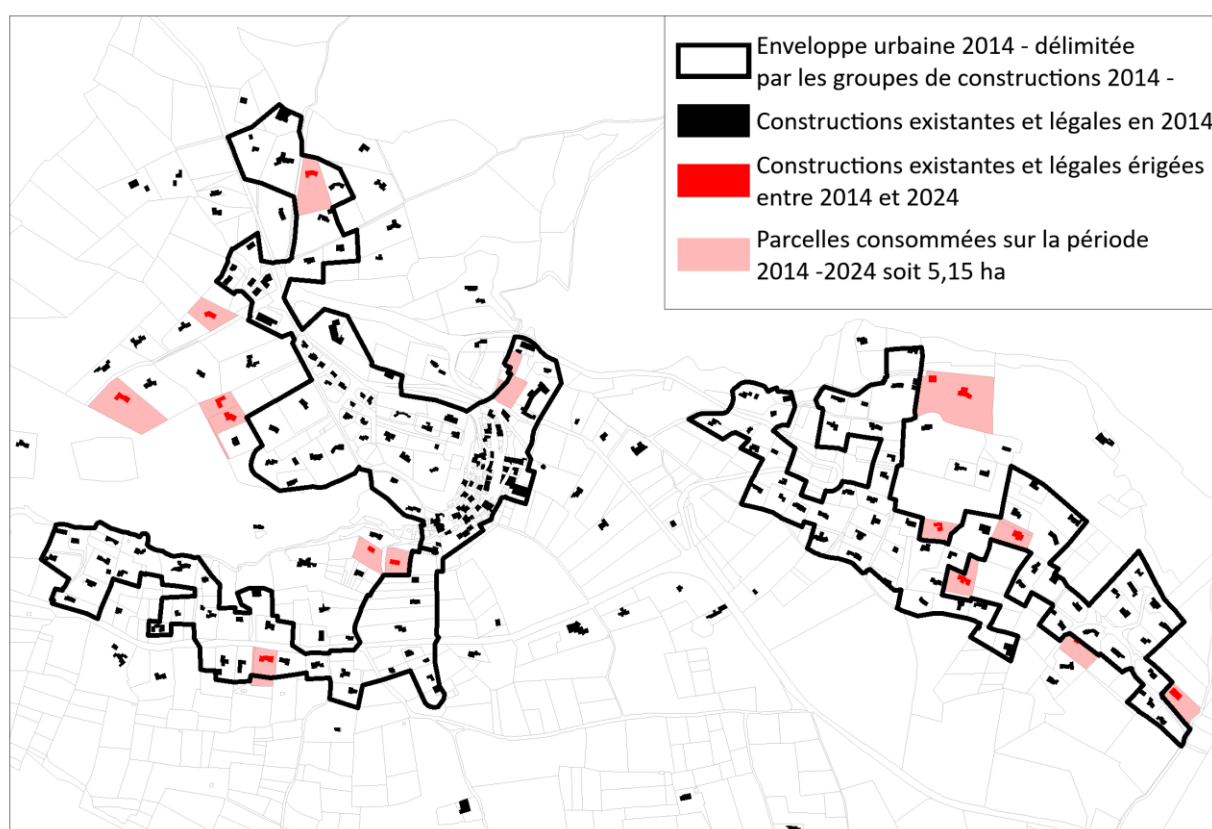 Enveloppe urbaine 2014 - délimitée
par les groupes de constructions 2014 -
Constructions existantes et légales en 2014
Constructions existantes et légales érigées
entre 2014 et 2024
Parcelles consommées sur la période
2014 -2024 soit 5,15 ha